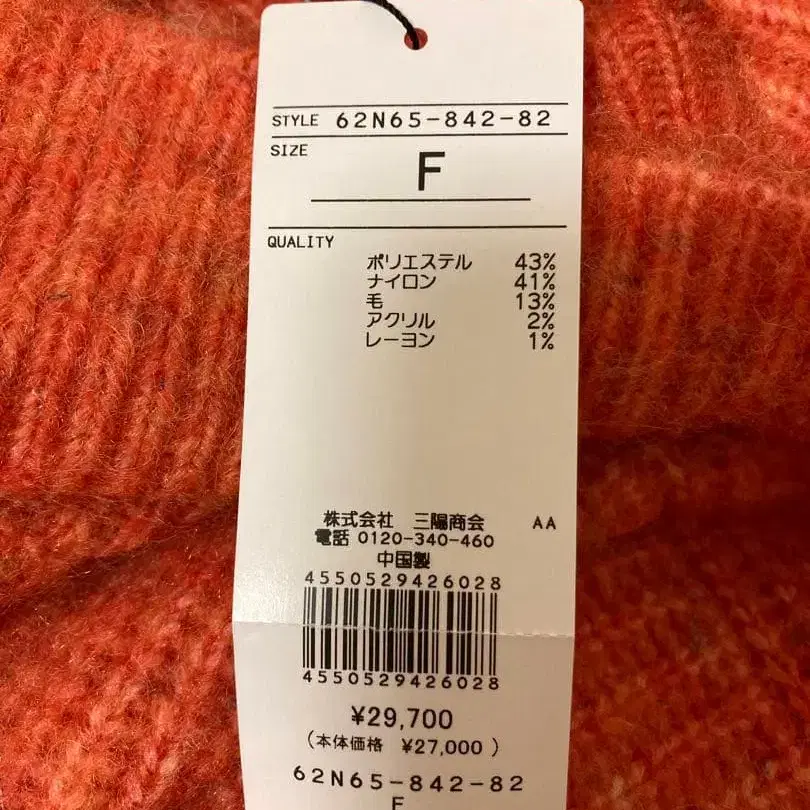 STYLE 62N65-842-82
SIZE
F
QUALITY
ポリエステル 43%
ナイロン 41%
毛 13%
アクリル 2%
レーヨン 1%
株式会社 三陽商会 AA
電話 0120-340-460
中国製
4550529426028
4550529426028
¥29,700
(本体価格 ¥27,000 )
62N65-842-82
F